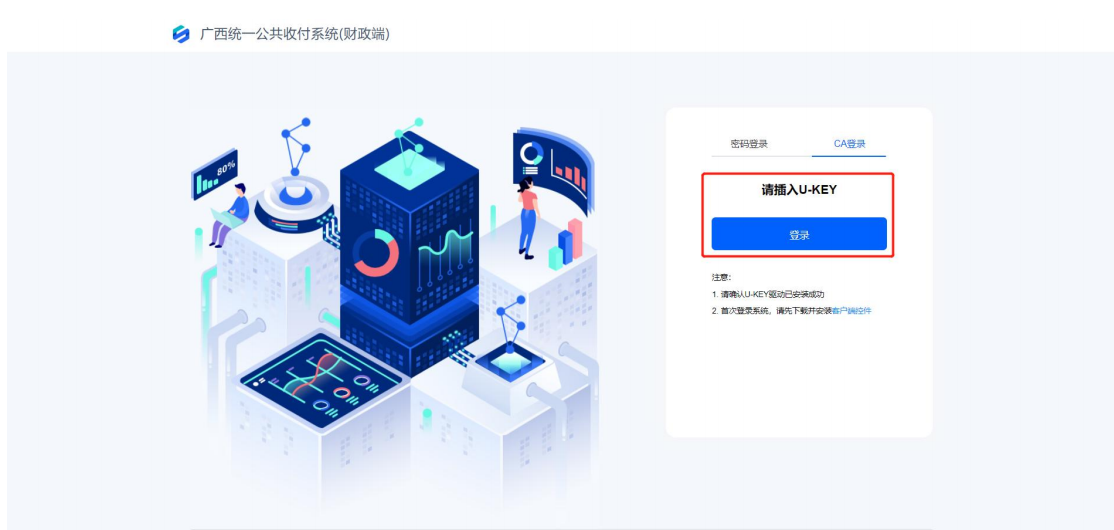 广西统一公共收付系统(财政端)
80%
密码登录
CA登录
请插入U-KEY
登录
注意:
1. 请确认U-KEY驱动已安装成功
2. 首次登录系统, 请先下载并安装客户端控件